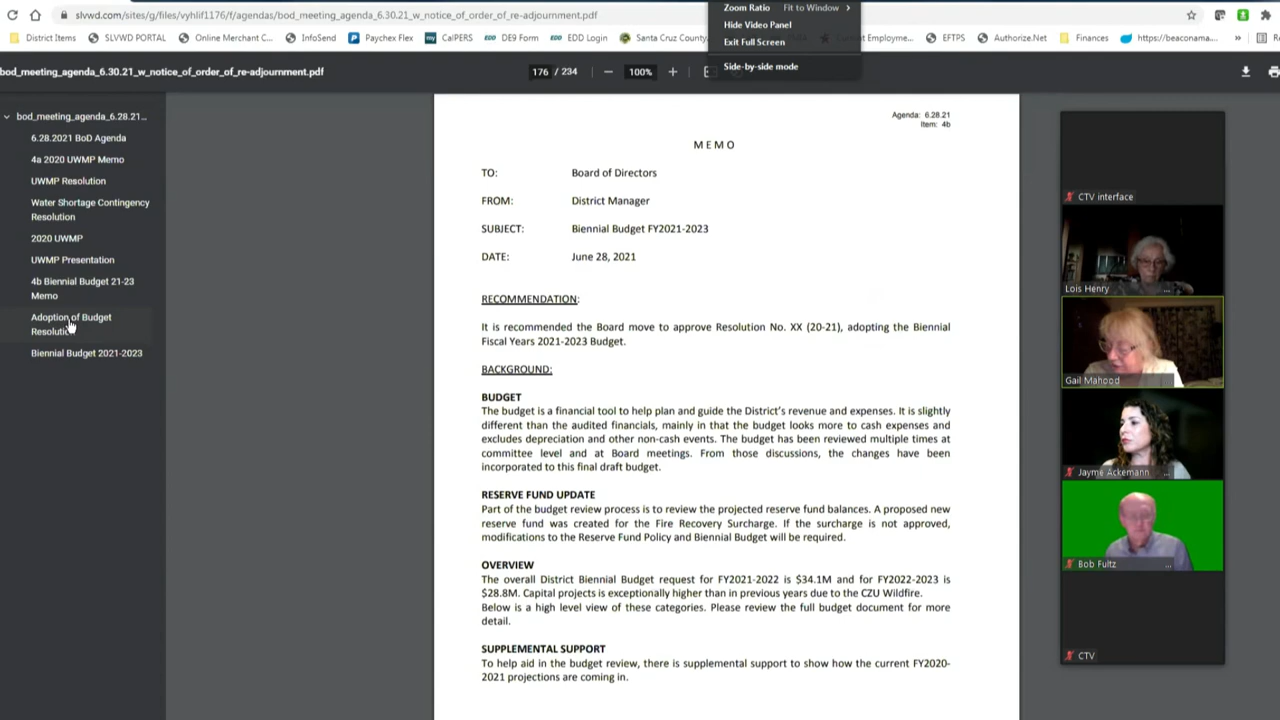 slvwd.com/sites/g/files/vyhlif1176/f/agendas/bod_meeting_agenda_6.30.21_w_notice_of_order_of_re-adjournment.pdf
Zoom Ratio Fit to Window
Hide Video Panel
Exit Full Screen
Side-by-side mode
District Items SLVWD PORTAL Online Merchant C... InfoSend Paychex Flex my CalPERS EDD DE9 Form EDD EDD Login Santa Cruz County EFTPS Authorize.Net Finances https://beaconama...
bod_meeting_agenda_6.30.21_w_notice_of_order_of_re-adjournment.pdf
176 / 234 100%
bod_meeting_agenda_6.28.21...
6.28.2021 BoD Agenda
4a 2020 UWMP Memo
UWMP Resolution
Water Shortage Contingency
Resolution
2020 UWMP
UWMP Presentation
4b Biennial Budget 21-23
Memo
Adoption of Budget
Biennial Budget 2021-2023
Agenda: 6.28.21
Item: 4b
MEMO
TO: Board of Directors
FROM: District Manager
SUBJECT: Biennial Budget FY2021-2023
DATE: June 28, 2021
RECOMMENDATION:
It is recommended the Board move to approve Resolution No. XX (20-21), adopting the Biennial
Fiscal Years 2021-2023 Budget.
BACKGROUND:
BUDGET
The budget is a financial tool to help plan and guide the District's revenue and expenses. It is slightly
different than the audited financials, mainly in that the budget looks more to cash expenses and
excludes depreciation and other non-cash events. The budget has been reviewed multiple times at
committee level and at Board meetings. From those discussions, the changes have been
incorporated to this final draft budget.
RESERVE FUND UPDATE
Part of the budget review process is to review the projected reserve fund balances. A proposed new
reserve fund was created for the Fire Recovery Surcharge. If the surcharge is not approved,
modifications to the Reserve Fund Policy and Biennial Budget will be required.
OVERVIEW
The overall District Biennial Budget request for FY2021-2022 is $34.1M and for FY2022-2023 is
$28.8M. Capital projects is exceptionally higher than in previous years due to the CZU Wildfire.
Below is a high level view of these categories. Please review the full budget document for more
detail.
SUPPLEMENTAL SUPPORT
To help aid in the budget review, there is supplemental support to show how the current FY2020-
2021 projections are coming in.
CTV interface
Lois Henry
Gail Mahood
Jayme Ackemann
Bob Fultz
CTV